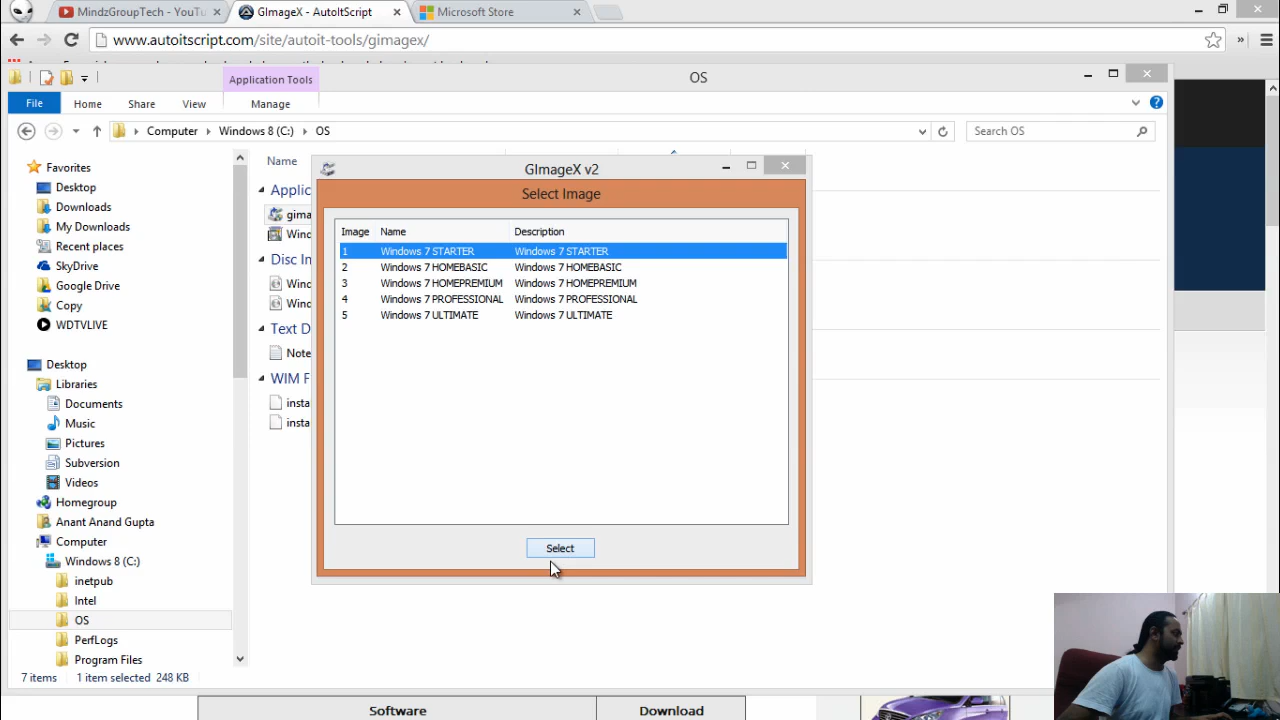 MindzGroupTech - YouTu
GImageX - AutoItScript
Microsoft Store
www.autoitscript.com/site/autoit-tools/gimagex/
Application Tools
OS
File
Home
Share
View
Manage
Computer
Windows 8 (C:)
OS
Search OS
Favorites
Desktop
Downloads
My Downloads
Recent places
SkyDrive
Google Drive
Copy
WDTVLIVE
Desktop
Libraries
Documents
Music
Pictures
Subversion
Videos
Homegroup
Anant Anand Gupta
Computer
Windows 8 (C:)
inetpub
Intel
OS
PerfLogs
Program Files
Name
Applic
gima
Wind
Disc In
Wind
Wind
Text D
Note
WIM F
insta
insta
GImageX v2
Select Image
Image Name Description
1 Windows 7 STARTER Windows 7 STARTER
2 Windows 7 HOMEBASIC Windows 7 HOMEBASIC
3 Windows 7 HOMEPREMIUM Windows 7 HOMEPREMIUM
4 Windows 7 PROFESSIONAL Windows 7 PROFESSIONAL
5 Windows 7 ULTIMATE Windows 7 ULTIMATE
Select
7 items 1 item selected 248 KB
Software
Download